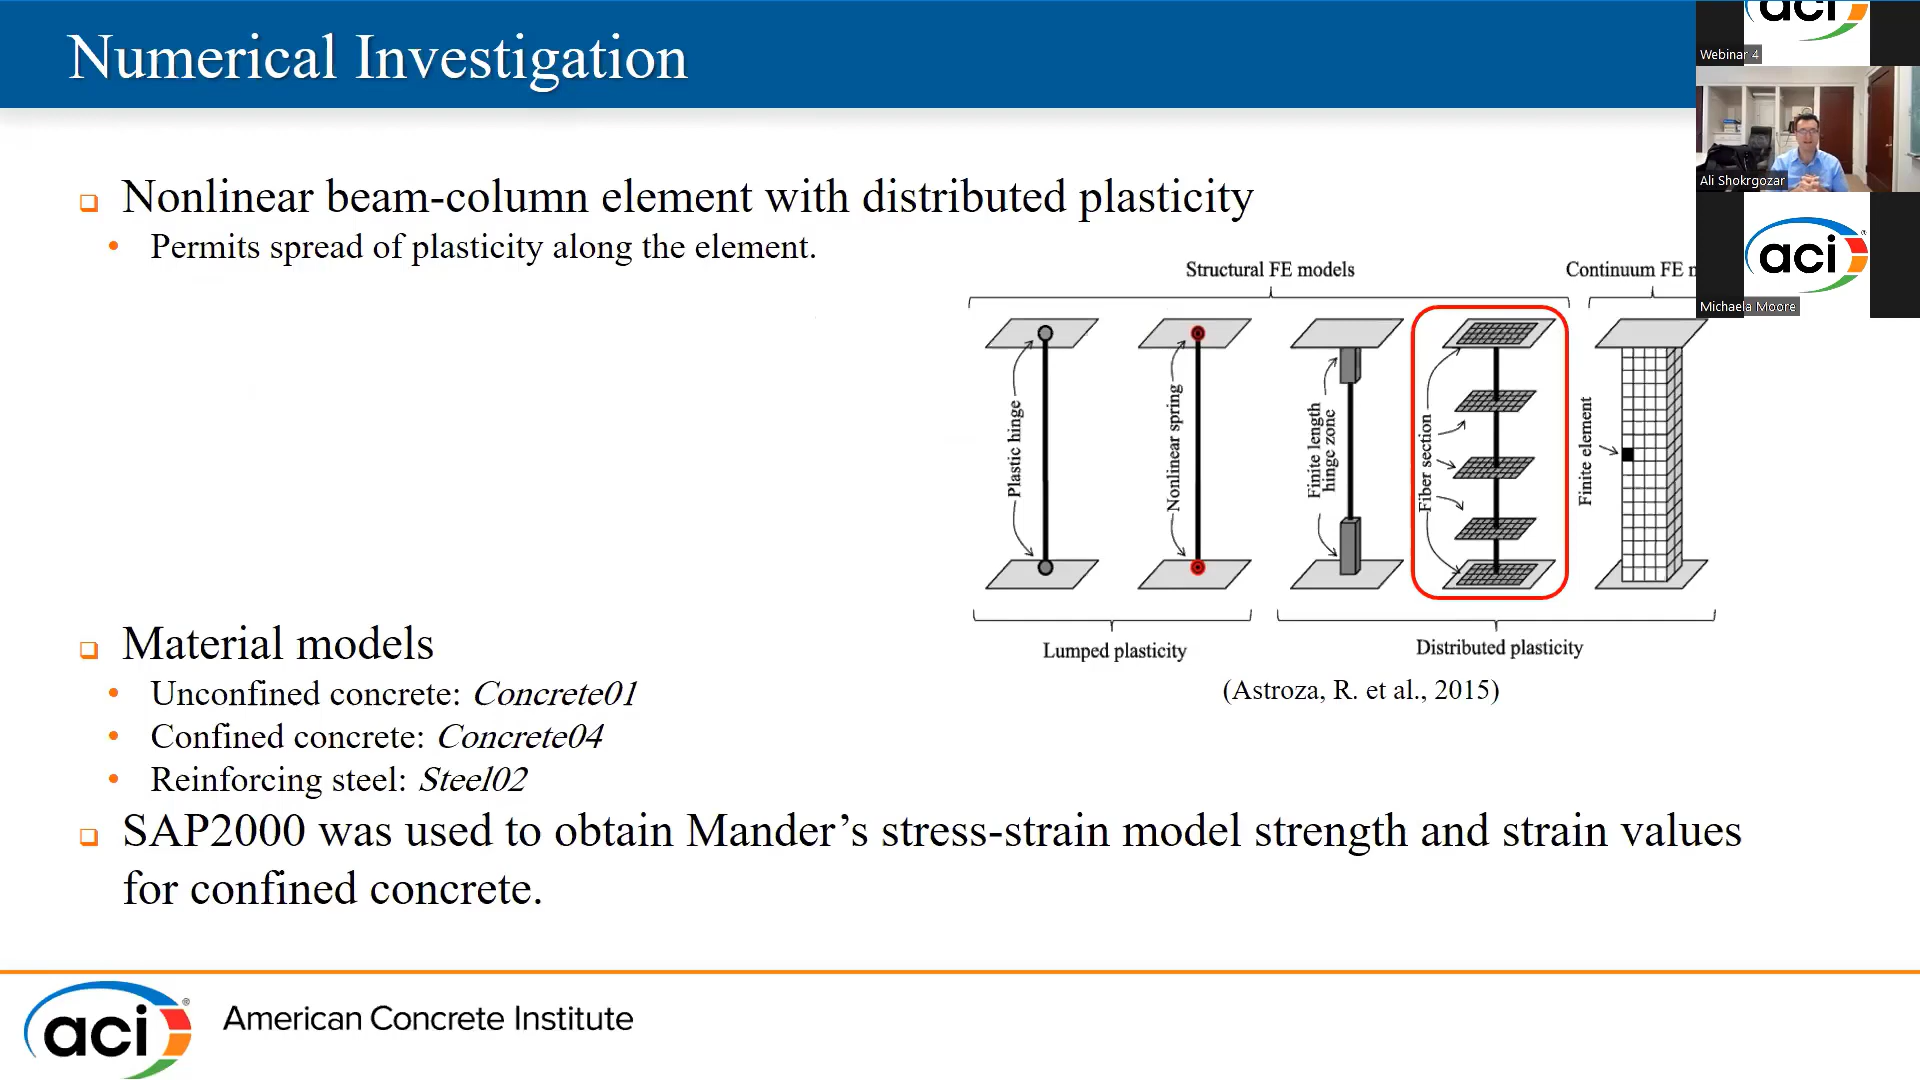 Numerical Investigation
aci
Webinar 4
Ali Shokrgozar
aci
®
Michaela Moore
Nonlinear beam-column element with distributed plasticity
• Permits spread of plasticity along the element.
Structural FE models
Continuum FE
Plastic hinge
Nonlinear spring
Finite length
hinge zone
Fiber section
Finite element
Lumped plasticity
Distributed plasticity
(Astroza, R. et al., 2015)
Material models
• Unconfined concrete: Concrete01
• Confined concrete: Concrete04
• Reinforcing steel: Steel02
SAP2000 was used to obtain Mander’s stress-strain model strength and strain values
for confined concrete.
aci
®
American Concrete Institute